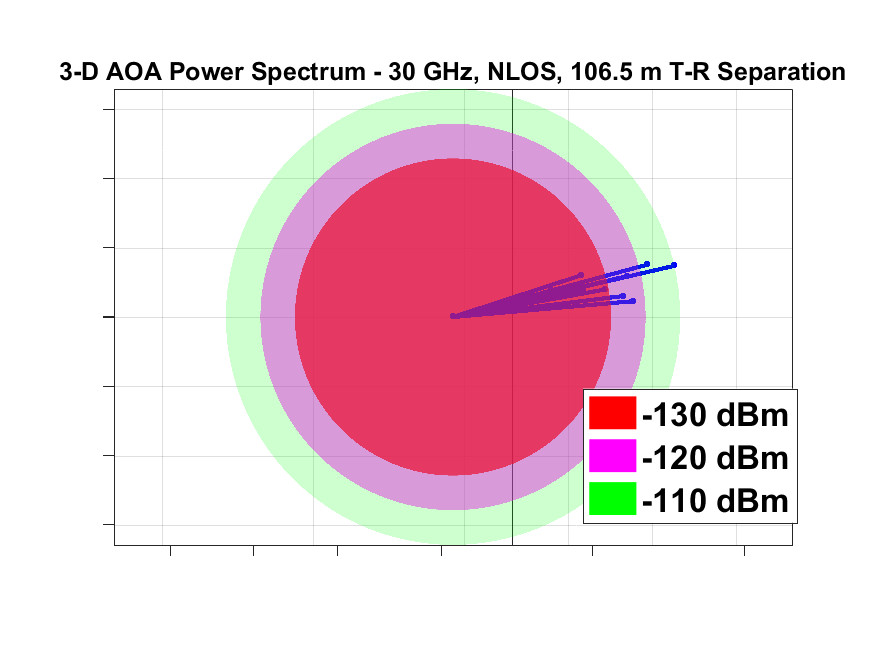 3-D AOA Power Spectrum - 30 GHz, NLOS, 106.5 m T-R Separation
-130 dBm
-120 dBm
-110 dBm